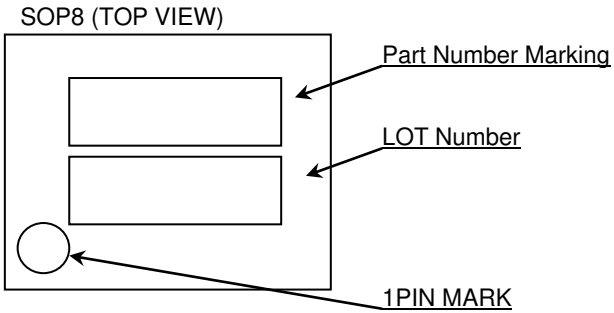 SOP8 (TOP VIEW)
Part Number Marking
LOT Number
1PIN MARK